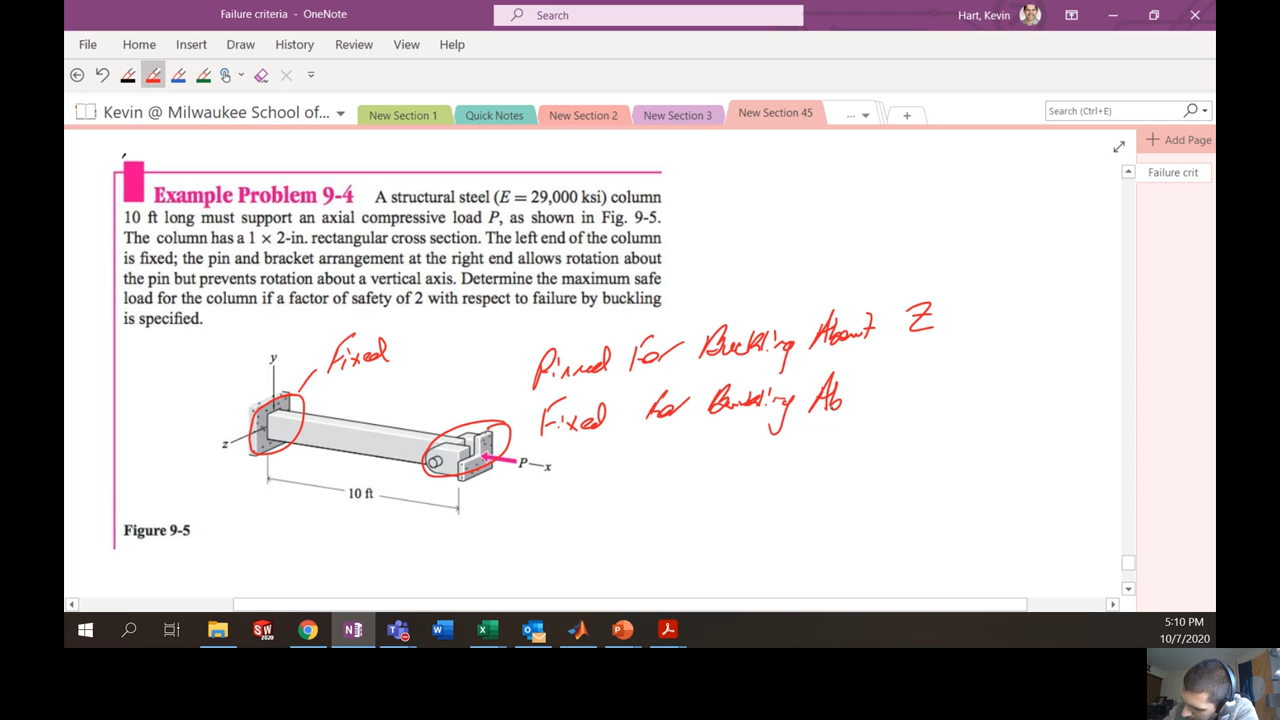 Failure criteria - OneNote
Search
Hart, Kevin
File Home Insert Draw History Review View Help
Kevin @ Milwaukee School of...
New Section 1
Quick Notes
New Section 2
New Section 3
New Section 45
...
Search (Ctrl+E)
Add Page
Failure crit
Example Problem 9-4 A structural steel (E = 29,000 ksi) column
10 ft long must support an axial compressive load P, as shown in Fig. 9-5.
The column has a 1 × 2-in. rectangular cross section. The left end of the column
is fixed; the pin and bracket arrangement at the right end allows rotation about
the pin but prevents rotation about a vertical axis. Determine the maximum safe
load for the column if a factor of safety of 2 with respect to failure by buckling
is specified.
Fixed
Pinned For Buckling About Z
Fixed for Buckling Ab
y
z
P
x
10 ft
Figure 9-5
5:10 PM
10/7/2020